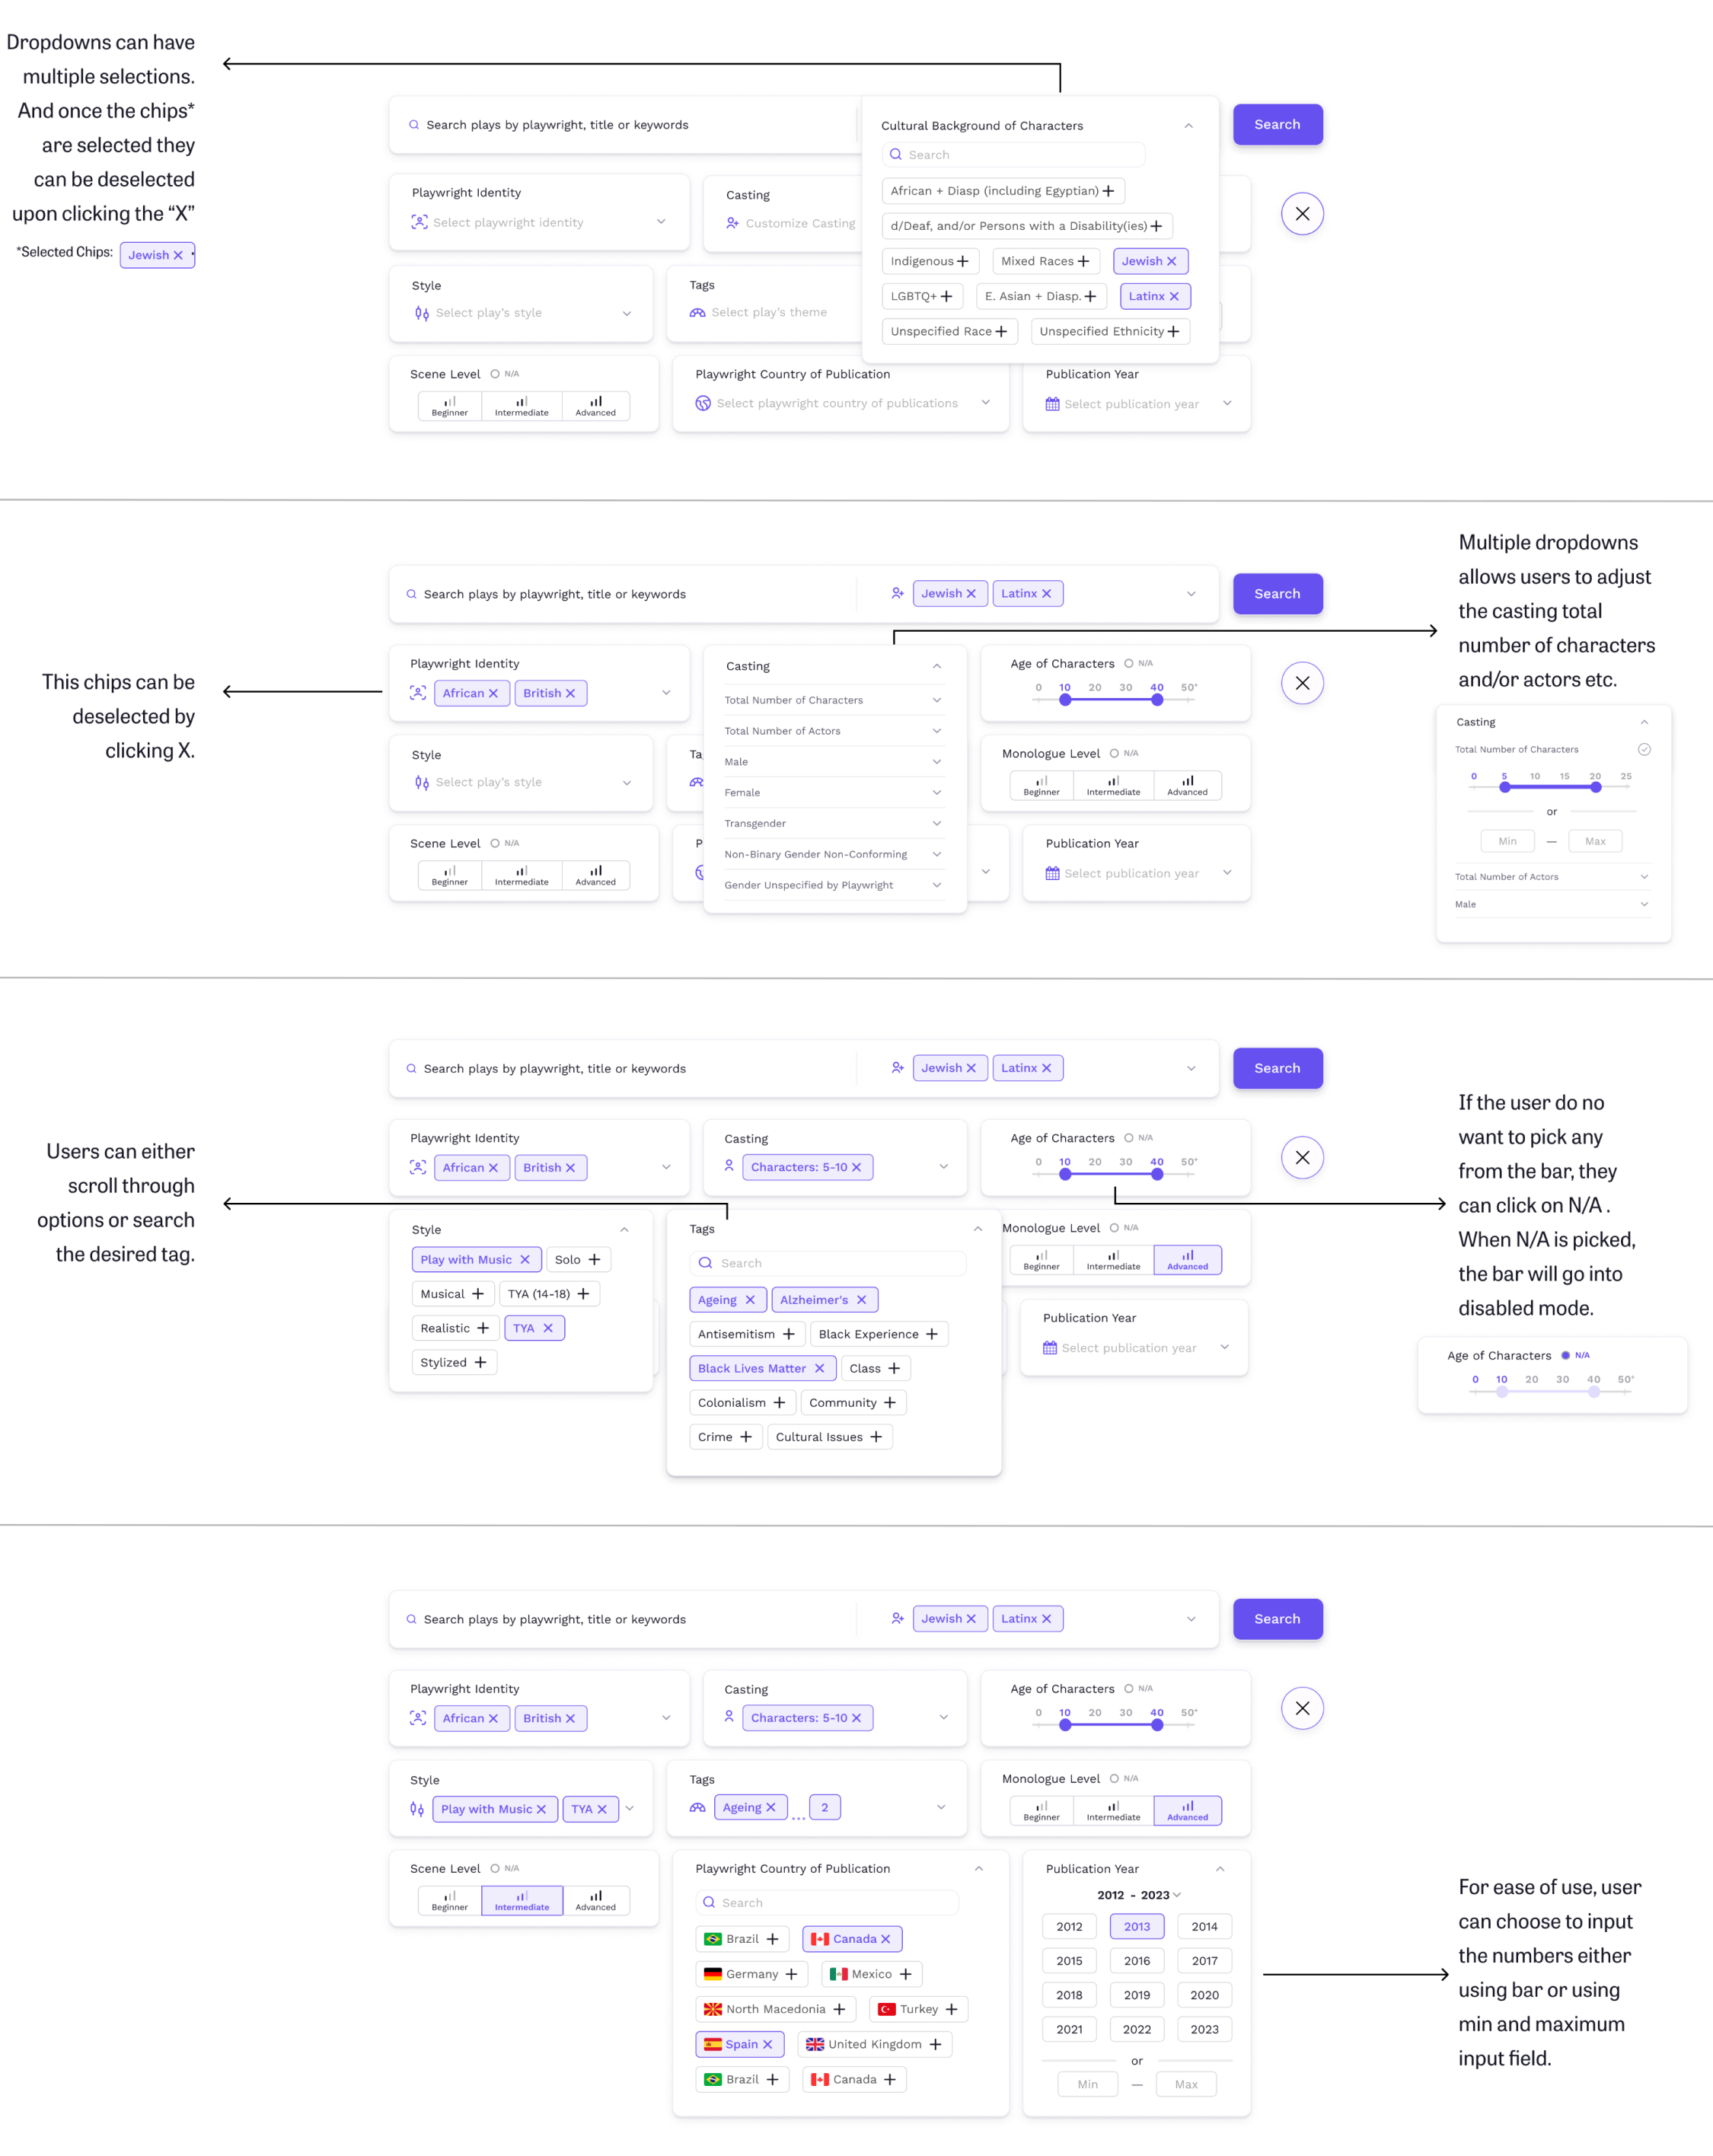 Dropdowns can have
multiple selections.
And once the chips*
are selected they
can be deselected
upon clicking the “X”
*Selected Chips: Jewish
Search plays by playwright, title or keywords
Cultural Background of Characters
Search
African + Diasp (including Egyptian)
d/Deaf, and/or Persons with a Disability(ies)
Indigenous Mixed Races Jewish
LGBTQ+ E. Asian + Diasp. Latinx
Unspecified Race Unspecified Ethnicity
Search
Playwright Identity
Select playwright identity
Casting
Customize Casting
Style
Select play's style
Tags
Select play's theme
Scene Level N/A
Beginner Intermediate Advanced
Playwright Country of Publication
Select playwright country of publications
Publication Year
Select publication year
This chips can be
deselected by
clicking X.
Search plays by playwright, title or keywords
Jewish Latinx
Search
Playwright Identity
African British
Casting
Total Number of Characters
Total Number of Actors
Male
Female
Transgender
Non-Binary Gender Non-Conforming
Gender Unspecified by Playwright
Age of Characters N/A
0 10 20 30 40 50+
Style
Select play's style
Ta
Monologue Level N/A
Beginner Intermediate Advanced
Scene Level N/A
Beginner Intermediate Advanced
P
Publication Year
Select publication year
Multiple dropdowns
allows users to adjust
the casting total
number of characters
and/or actors etc.
Casting
Total Number of Characters
0 5 10 15 20 25
or
Min — Max
Total Number of Actors
Male
Users can either
scroll through
options or search
the desired tag.
Search plays by playwright, title or keywords
Jewish Latinx
Search
Playwright Identity
African British
Casting
Characters: 5-10
Age of Characters N/A
0 10 20 30 40 50+
Style
Play with Music Solo
Musical TYA (14-18)
Realistic TYA
Stylized
Tags
Search
Ageing Alzheimer's
Antisemitism Black Experience
Black Lives Matter Class
Colonialism Community
Crime Cultural Issues
Monologue Level N/A
Beginner Intermediate Advanced
Publication Year
Select publication year
If the user do no
want to pick any
from the bar, they
can click on N/A .
When N/A is picked,
the bar will go into
disabled mode.
Age of Characters N/A
0 10 20 30 40 50+
Search plays by playwright, title or keywords
Jewish Latinx
Search
Playwright Identity
African British
Casting
Characters: 5-10
Age of Characters N/A
0 10 20 30 40 50+
Style
Play with Music TYA
Tags
Ageing ... 2
Monologue Level N/A
Beginner Intermediate Advanced
Scene Level N/A
Beginner Intermediate Advanced
Playwright Country of Publication
Search
Brazil Canada
Germany Mexico
North Macedonia Turkey
Spain United Kingdom
Brazil Canada
Publication Year
2012 - 2023
2012 2013 2014
2015 2016 2017
2018 2019 2020
2021 2022 2023
or
Min — Max
For ease of use, user
can choose to input
the numbers either
using bar or using
min and maximum
input field.